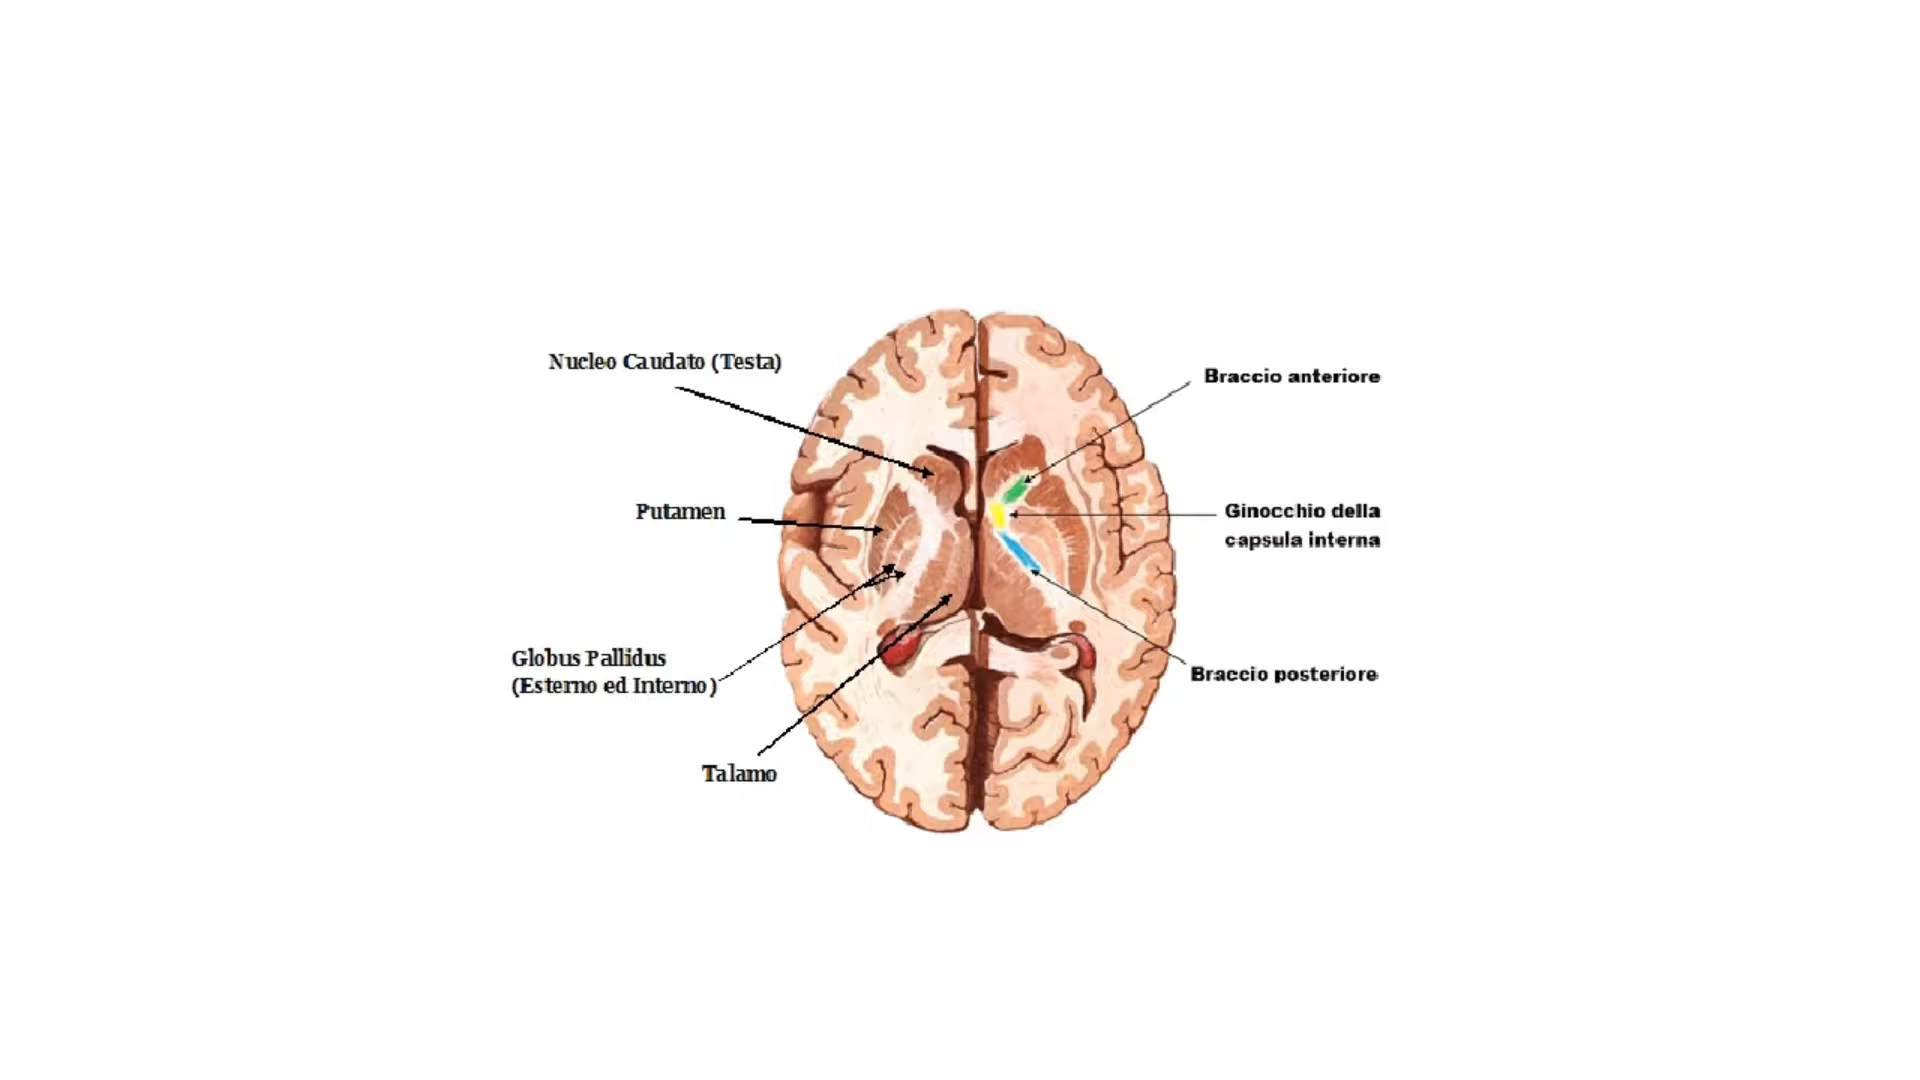 Nucleo Caudato (Testa)
Putamen
Globus Pallidus
(Esterno ed Interno)
Talamo
Braccio anteriore
Ginocchio della
capsula interna
Braccio posteriore